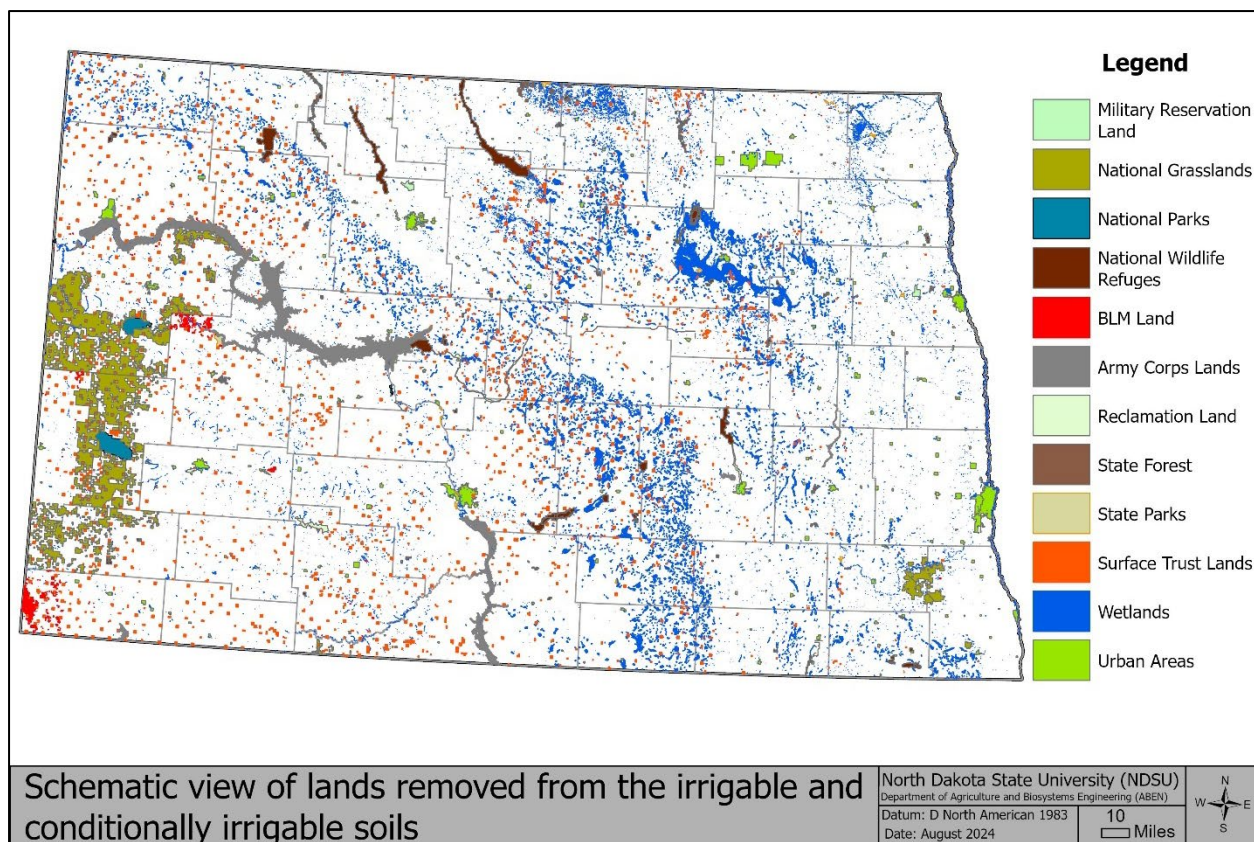 Legend
Military Reservation
Land
National Grasslands
National Parks
National Wildlife
Refuges
BLM Land
Army Corps Lands
Reclamation Land
State Forest
State Parks
Surface Trust Lands
Wetlands
Urban Areas
Schematic view of lands removed from the irrigable and
conditionally irrigable soils
North Dakota State University (NDSU)
Department of Agriculture and Biosystems Engineering (ABEN)
Datum: D North American 1983
Date: August 2024
10
Miles
N
W E
S